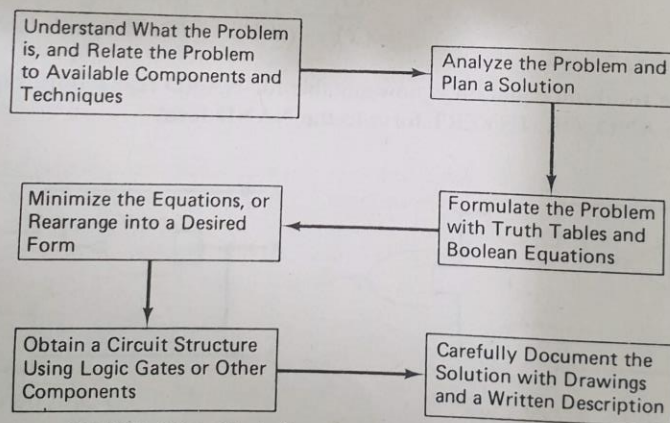 Understand What the Problem
is, and Relate the Problem
to Available Components and
Techniques
Analyze the Problem and
Plan a Solution
Formulate the Problem
with Truth Tables and
Boolean Equations
Minimize the Equations, or
Rearrange into a Desired
Form
Obtain a Circuit Structure
Using Logic Gates or Other
Components
Carefully Document the
Solution with Drawings
and a Written Description